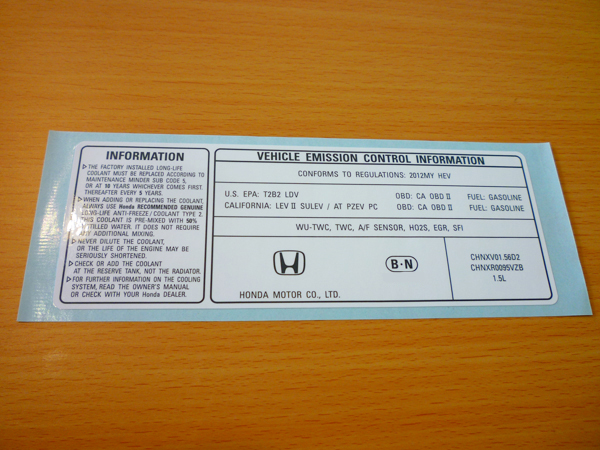 INFORMATION
▷THE FACTORY INSTALLED LONG-LIFE
COOLANT MUST BE REPLACED ACCORDING TO
MAINTENANCE MINDER SUB CODE 5,
OR AT 10 YEARS WHICHEVER COMES FIRST.
THEREAFTER EVERY 5 YEARS.
▷WHEN ADDING OR REPLACING THE COOLANT,
ALWAYS USE Honda RECOMMENDED GENUINE
LONG-LIFE ANTI-FREEZE/COOLANT TYPE 2.
THIS COOLANT IS PRE-MIXED WITH 50%
DISTILLED WATER. IT DOES NOT REQUIRE
ANY ADDITIONAL MIXING.
▷NEVER DILUTE THE COOLANT,
OR THE LIFE OF THE ENGINE MAY BE
SERIOUSLY SHORTENED.
▷CHECK OR ADD THE COOLANT
AT THE RESERVE TANK, NOT THE RADIATOR.
▷FOR FURTHER INFORMATION ON THE COOLING
SYSTEM, READ THE OWNER'S MANUAL
OR CHECK WITH YOUR Honda DEALER.
VEHICLE EMISSION CONTROL INFORMATION
CONFORMS TO REGULATIONS: 2012MY HEV
U.S. EPA: T2B2 LDV OBD: CA OBD II FUEL: GASOLINE
CALIFORNIA: LEV II SULEV / AT PZEV PC OBD: CA OBD II FUEL: GASOLINE
WU-TWC, TWC, A/F SENSOR, HO2S, EGR, SFI
HONDA MOTOR CO., LTD.
B·N
CHNXV01.56D2
CHNXR0095VZB
1.5L